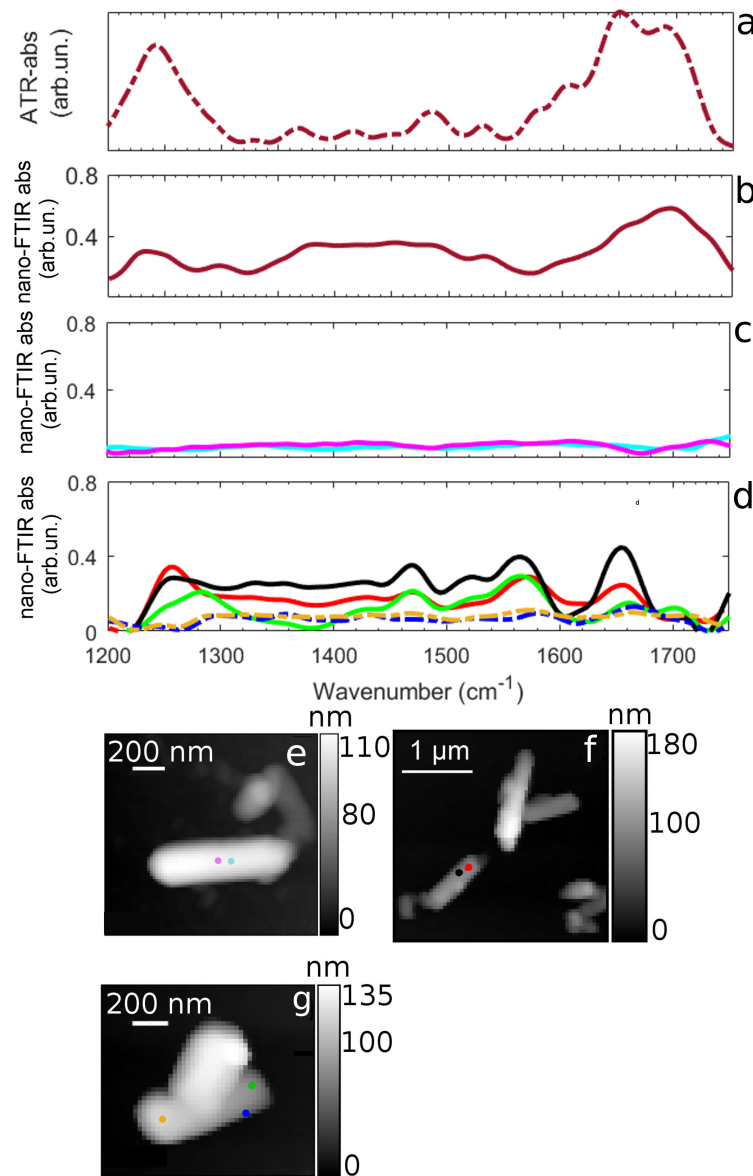 a
ATR-abs
(arb.un.)
b
0.8
0.4
nano-FTIR abs
(arb.un.)
c
0.8
0.4
nano-FTIR abs
(arb.un.)
d
d
0.8
0.4
0
nano-FTIR abs
(arb.un.)
1200 1300 1400 1500 1600 1700
Wavenumber (cm-1)
nm
200 nm e 110
80
0
nm
1 µm f 180
100
0
nm
200 nm g 135
100
0